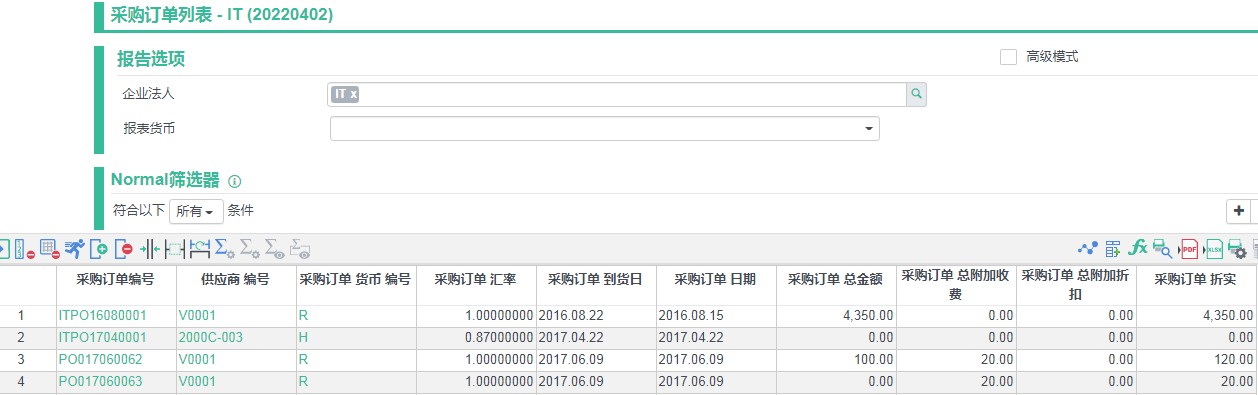 采购订单列表 - IT (20220402)
报告选项
高级模式
企业法人
IT x
报表货币
Normal筛选器
符合以下 所有 条件
PDF XLSX
采购订单编号 供应商 编号 采购订单 货币 编号 采购订单 汇率 采购订单 到货日 采购订单 日期 采购订单 总金额 采购订单 总附加收费 采购订单 总附加折扣 采购订单 折实
1 ITPO16080001 V0001 R 1.00000000 2016.08.22 2016.08.15 4,350.00 0.00 0.00 4,350.00
2 ITPO17040001 2000C-003 H 0.87000000 2017.04.22 2017.04.22 0.00 0.00 0.00 0.00
3 PO017060062 V0001 R 1.00000000 2017.06.09 2017.06.09 100.00 20.00 0.00 120.00
4 PO017060063 V0001 R 1.00000000 2017.06.09 2017.06.09 0.00 20.00 0.00 20.00